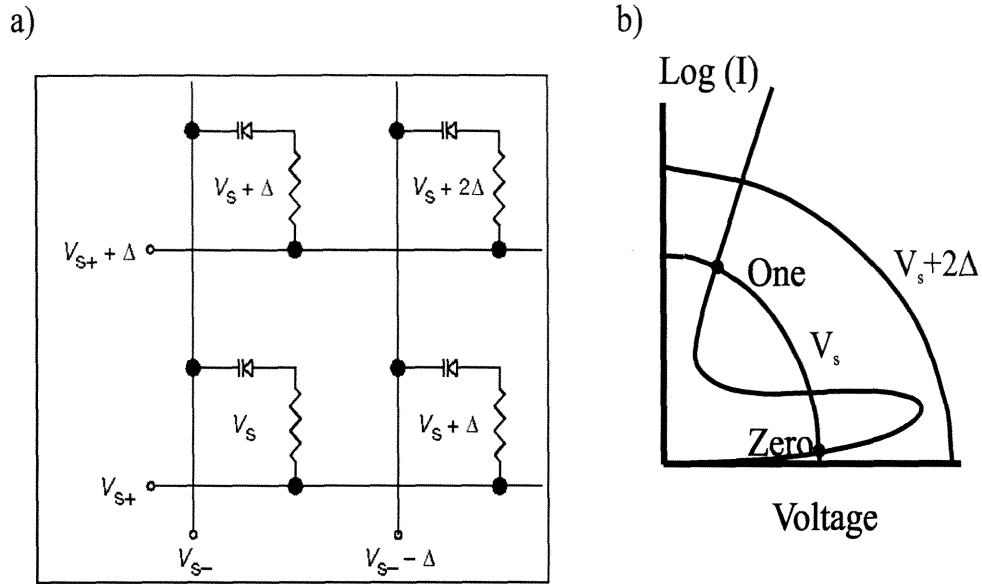 a)
V_S + Δ
V_S + 2Δ
V_S+ + Δ
V_S
V_S + Δ
V_S+
V_S–
V_S– - Δ
b)
Log (I)
One
V_s+2Δ
V_s
Zero
Voltage